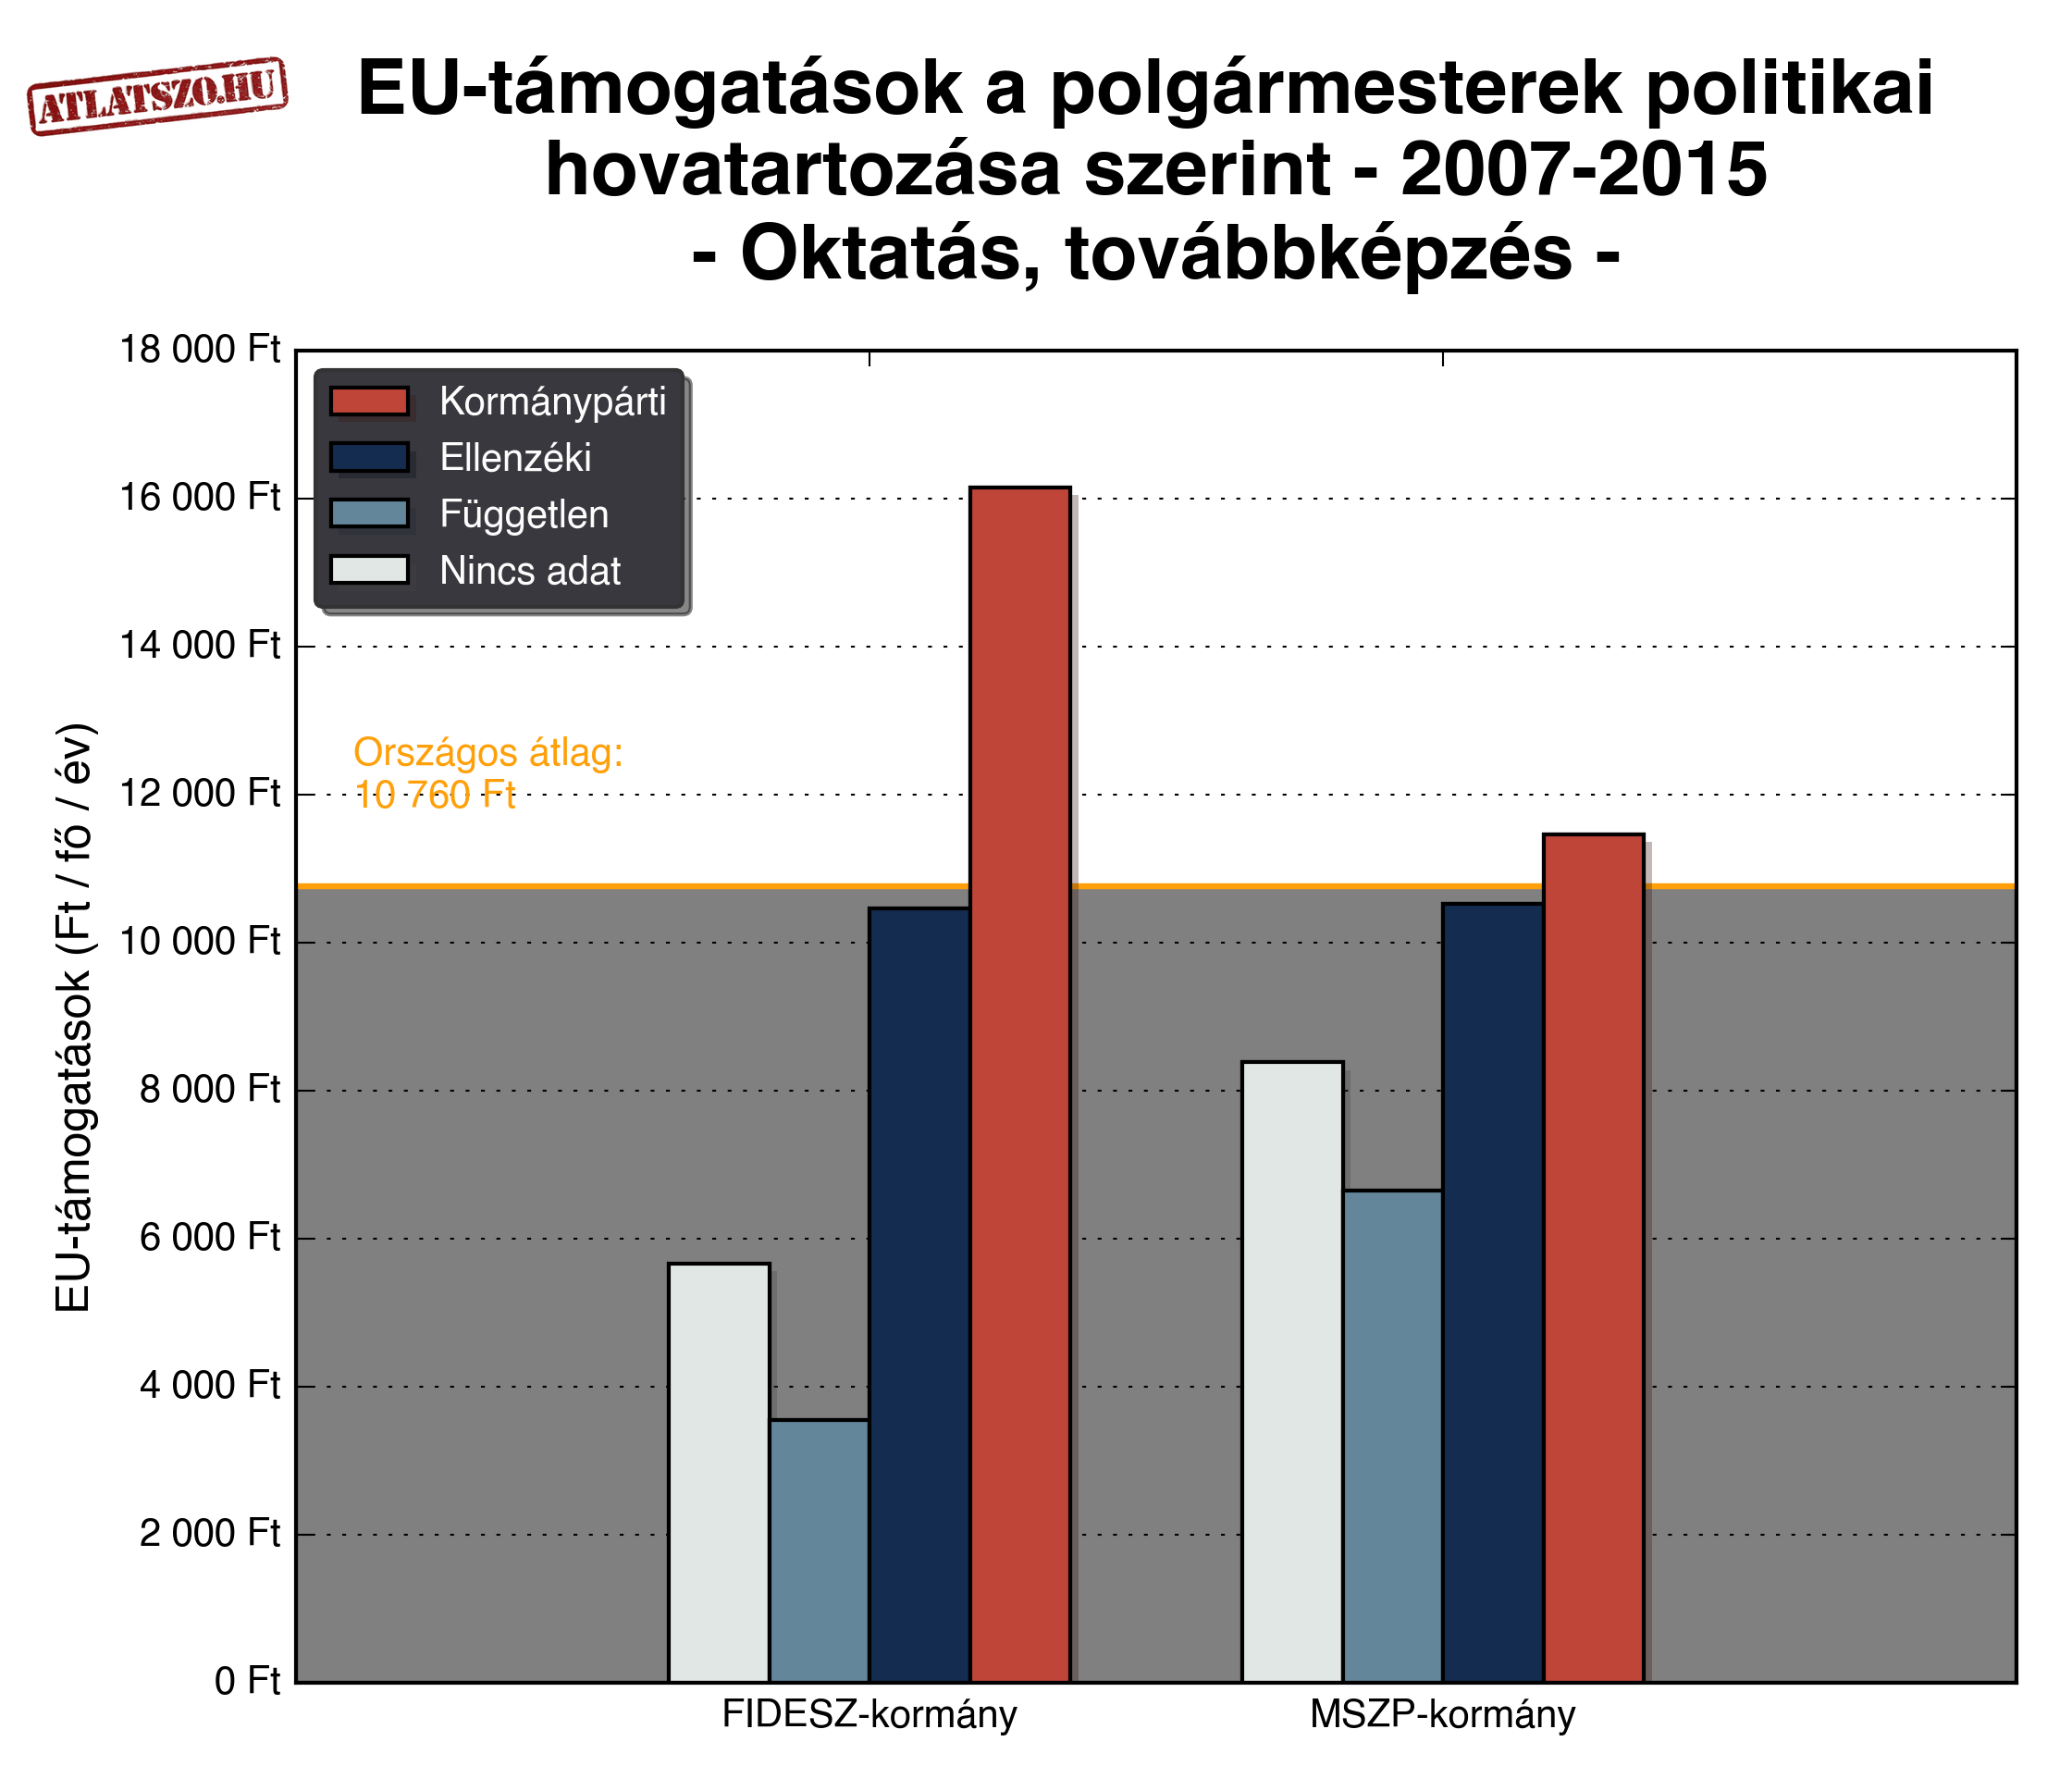 ATLATSZO.HU
EU-támogatások a polgármesterek politikai
hovatartozása szerint - 2007-2015
- Oktatás, továbbképzés -
18 000 Ft
16 000 Ft
14 000 Ft
12 000 Ft
10 000 Ft
8 000 Ft
6 000 Ft
4 000 Ft
2 000 Ft
0 Ft
EU-támogatások (Ft / fő / év)
Kormánypárti
Ellenzéki
Független
Nincs adat
Országos átlag:
10 760 Ft
FIDESZ-kormány
MSZP-kormány